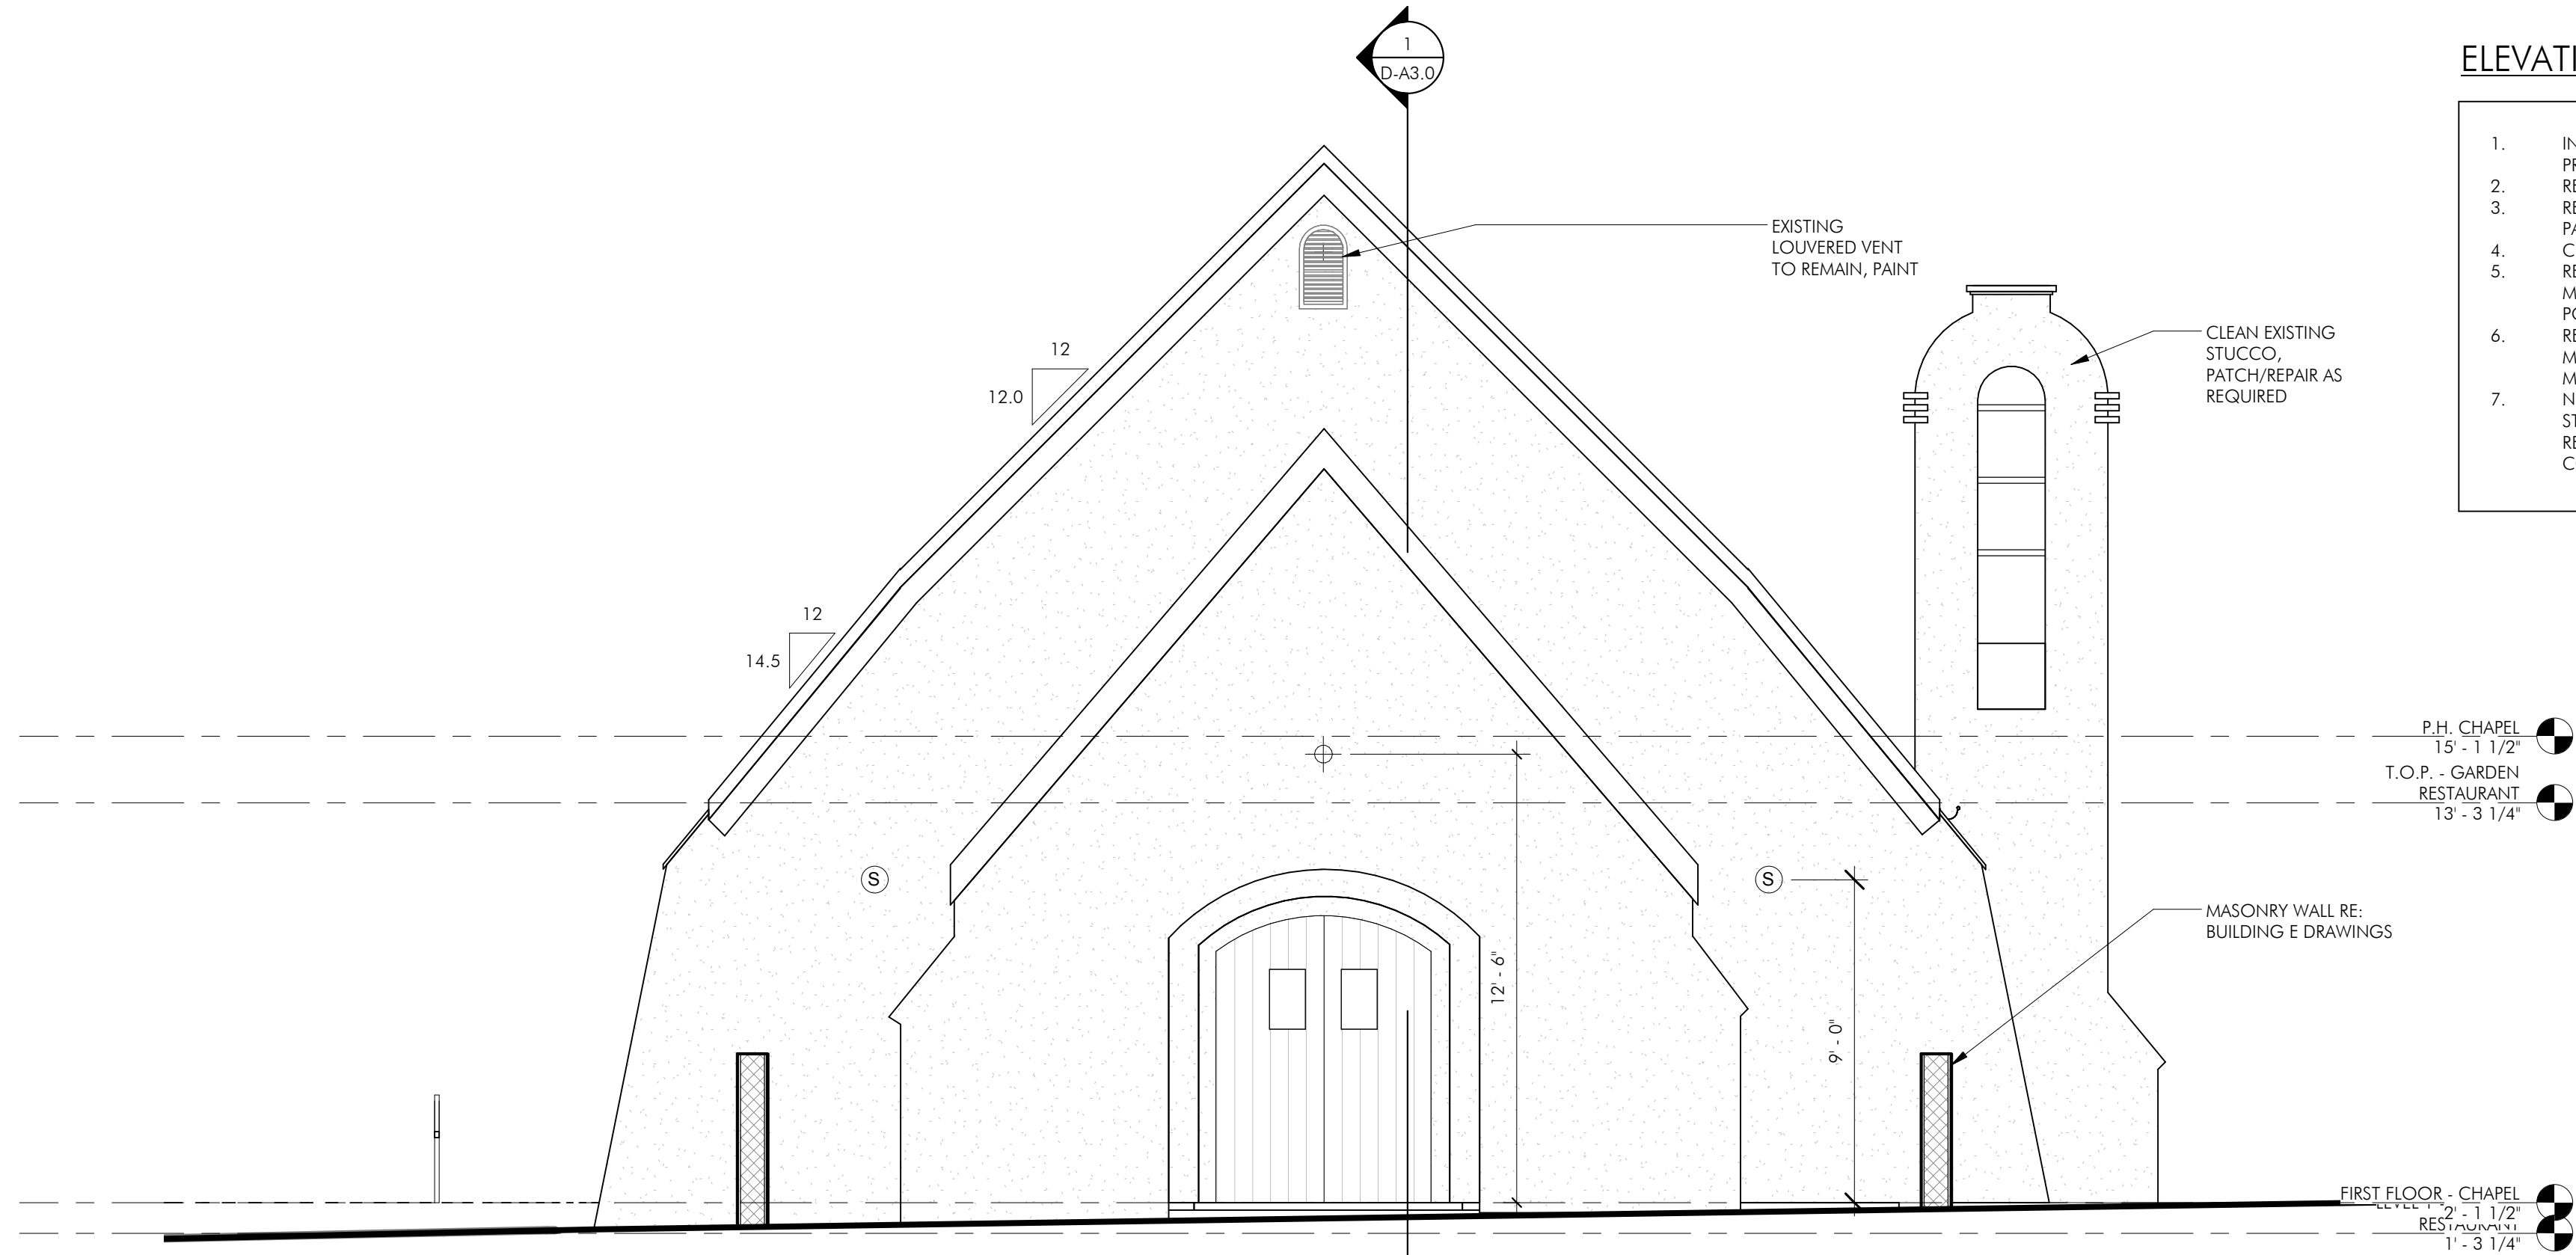 1
D-A3.0
1.
2.
3.
4.
5.
6.
7.
EXISTING
LOUVERED VENT
TO REMAIN, PAINT
CLEAN EXISTING
STUCCO,
PATCH/REPAIR AS
REQUIRED
12
12.0
12
14.5
P.H. CHAPEL
15' - 1 1/2"
T.O.P. - GARDEN
RESTAURANT
13' - 3 1/4"
S
S
MASONRY WALL RE:
BUILDING E DRAWINGS
12' - 6"
9' - 0"
FIRST FLOOR - CHAPEL
2' - 1 1/2"
RESTAURANT
1' - 3 1/4"